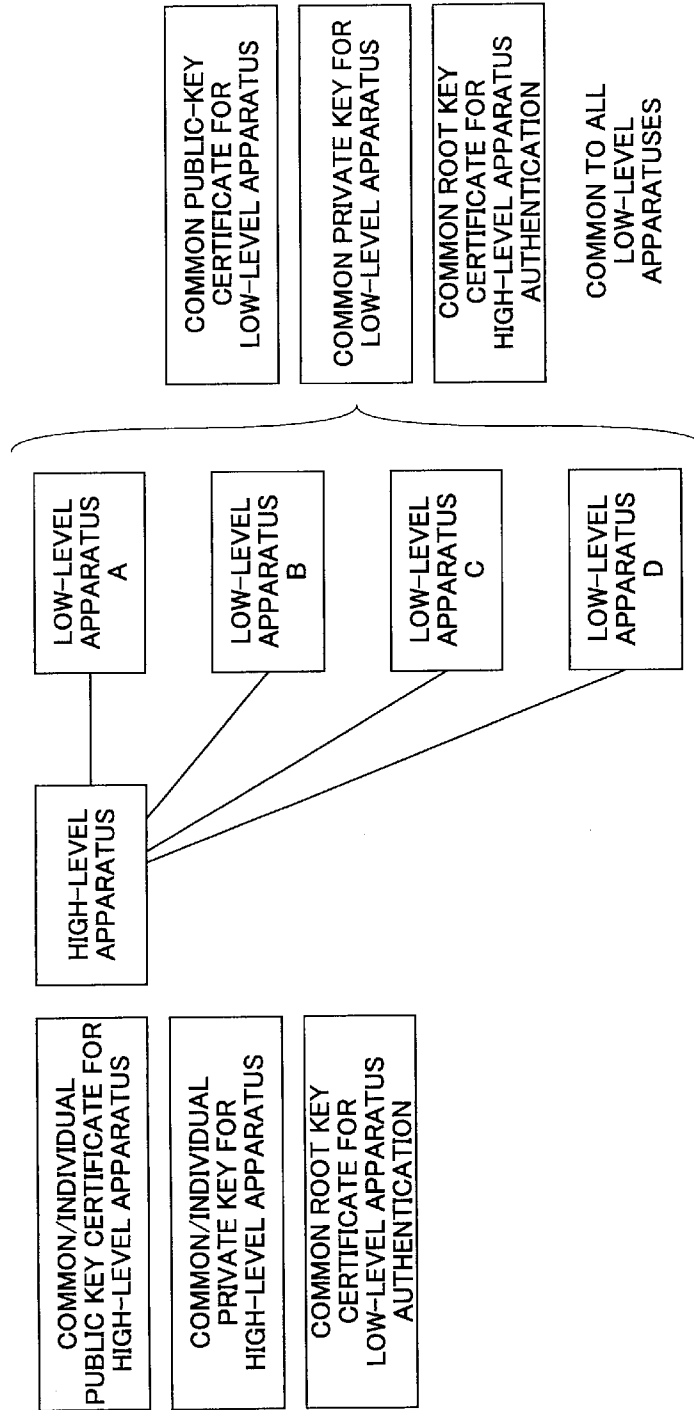 COMMON/INDIVIDUAL
PUBLIC KEY CERTIFICATE FOR
HIGH-LEVEL APPARATUS
COMMON/INDIVIDUAL
PRIVATE KEY FOR
HIGH-LEVEL APPARATUS
COMMON ROOT KEY
CERTIFICATE FOR
LOW-LEVEL APPARATUS
AUTHENTICATION
HIGH-LEVEL
APPARATUS
LOW-LEVEL
APPARATUS
A
LOW-LEVEL
APPARATUS
B
LOW-LEVEL
APPARATUS
C
LOW-LEVEL
APPARATUS
D
COMMON PUBLIC-KEY
CERTIFICATE FOR
LOW-LEVEL APPARATUS
COMMON PRIVATE KEY FOR
LOW-LEVEL APPARATUS
COMMON ROOT KEY
CERTIFICATE FOR
HIGH-LEVEL APPARATUS
AUTHENTICATION
COMMON TO ALL
LOW-LEVEL
APPARATUSES